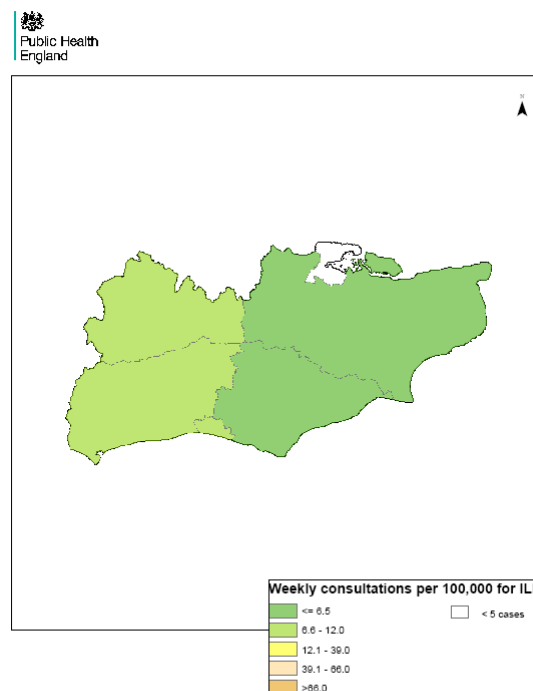 Public Health
England
N
Weekly consultations per 100,000 for IL
<= 6.5
< 5 cases
6.6 - 12.0
12.1 - 39.0
39.1 - 66.0
>66.0